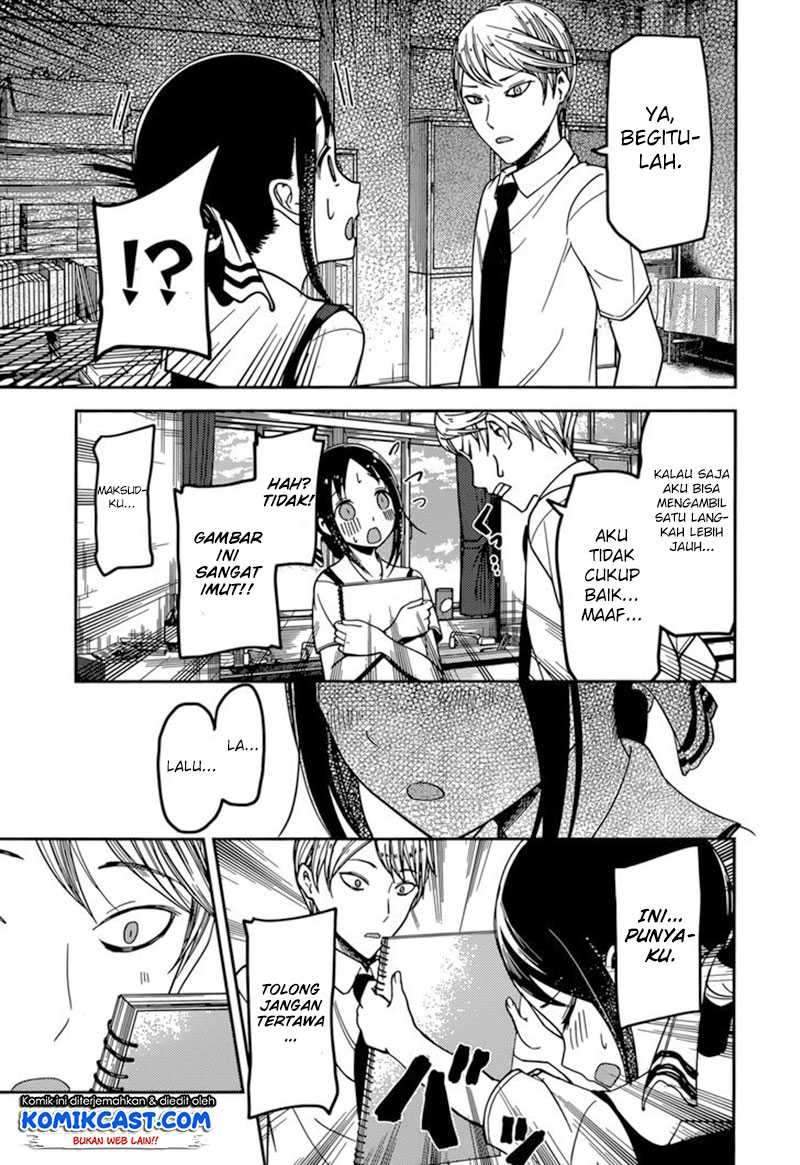 YA,
BEGITU-
LAH.
!?
KALAU SAJA
AKU BISA
MENGAMBIL
SATU LANG-
KAH LEBIH
JAUH...
AKU
TIDAK
CUKUP
BAIK...
MAAF...
HAH?
TIDAK!
GAMBAR
INI
SANGAT
IMUT!!
MAKSUD-
KU...
LA...
LALU...
INI...
PUNYA-
KU.
TOLONG
JANGAN
TERTAWA
...
Komik ini diterjemahkan & diedit oleh
KOMIKCAST.COM
BUKAN WEB LAIN!!